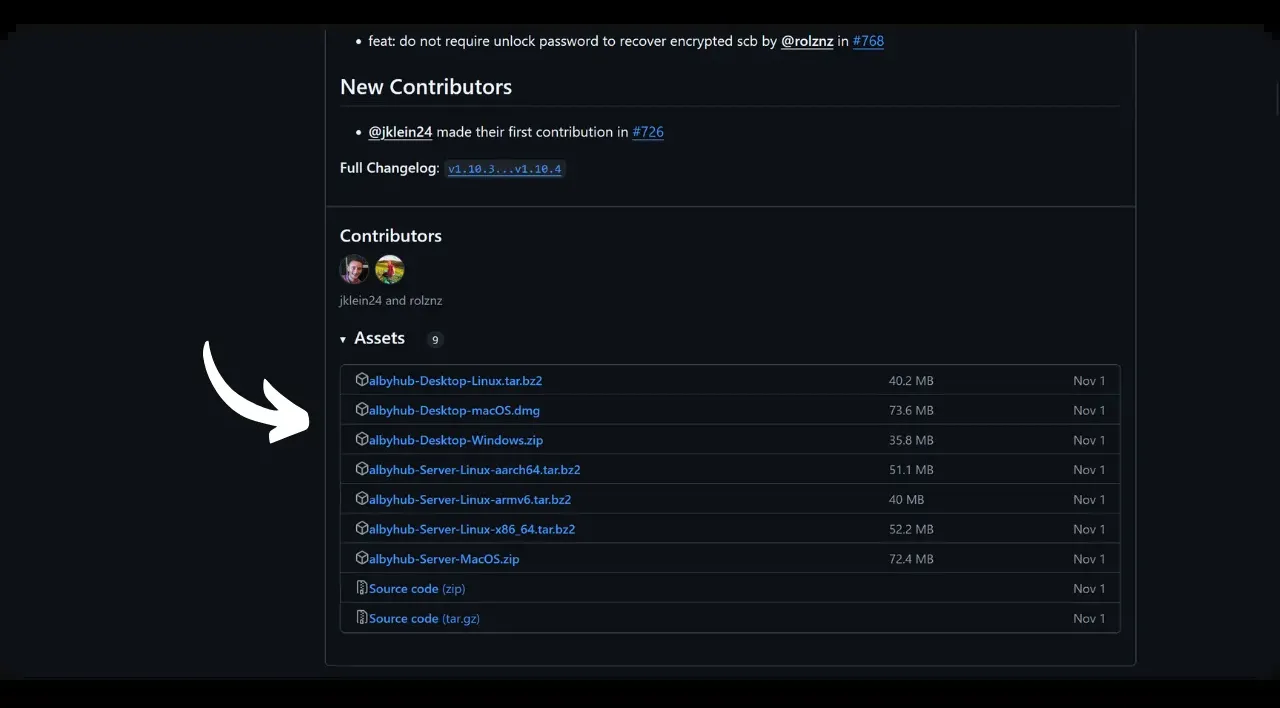 • feat: do not require unlock password to recover encrypted scb by @rolznz in #768
New Contributors
• @jklein24 made their first contribution in #726
Full Changelog: v1.10.3...v1.10.4
Contributors
jklein24 and rolznz
▾ Assets 9
albyhub-Desktop-Linux.tar.bz2 40.2 MB Nov 1
albyhub-Desktop-macOS.dmg 73.6 MB Nov 1
albyhub-Desktop-Windows.zip 35.8 MB Nov 1
albyhub-Server-Linux-aarch64.tar.bz2 51.1 MB Nov 1
albyhub-Server-Linux-armv6.tar.bz2 40 MB Nov 1
albyhub-Server-Linux-x86_64.tar.bz2 52.2 MB Nov 1
albyhub-Server-MacOS.zip 72.4 MB Nov 1
Source code (zip) Nov 1
Source code (tar.gz) Nov 1